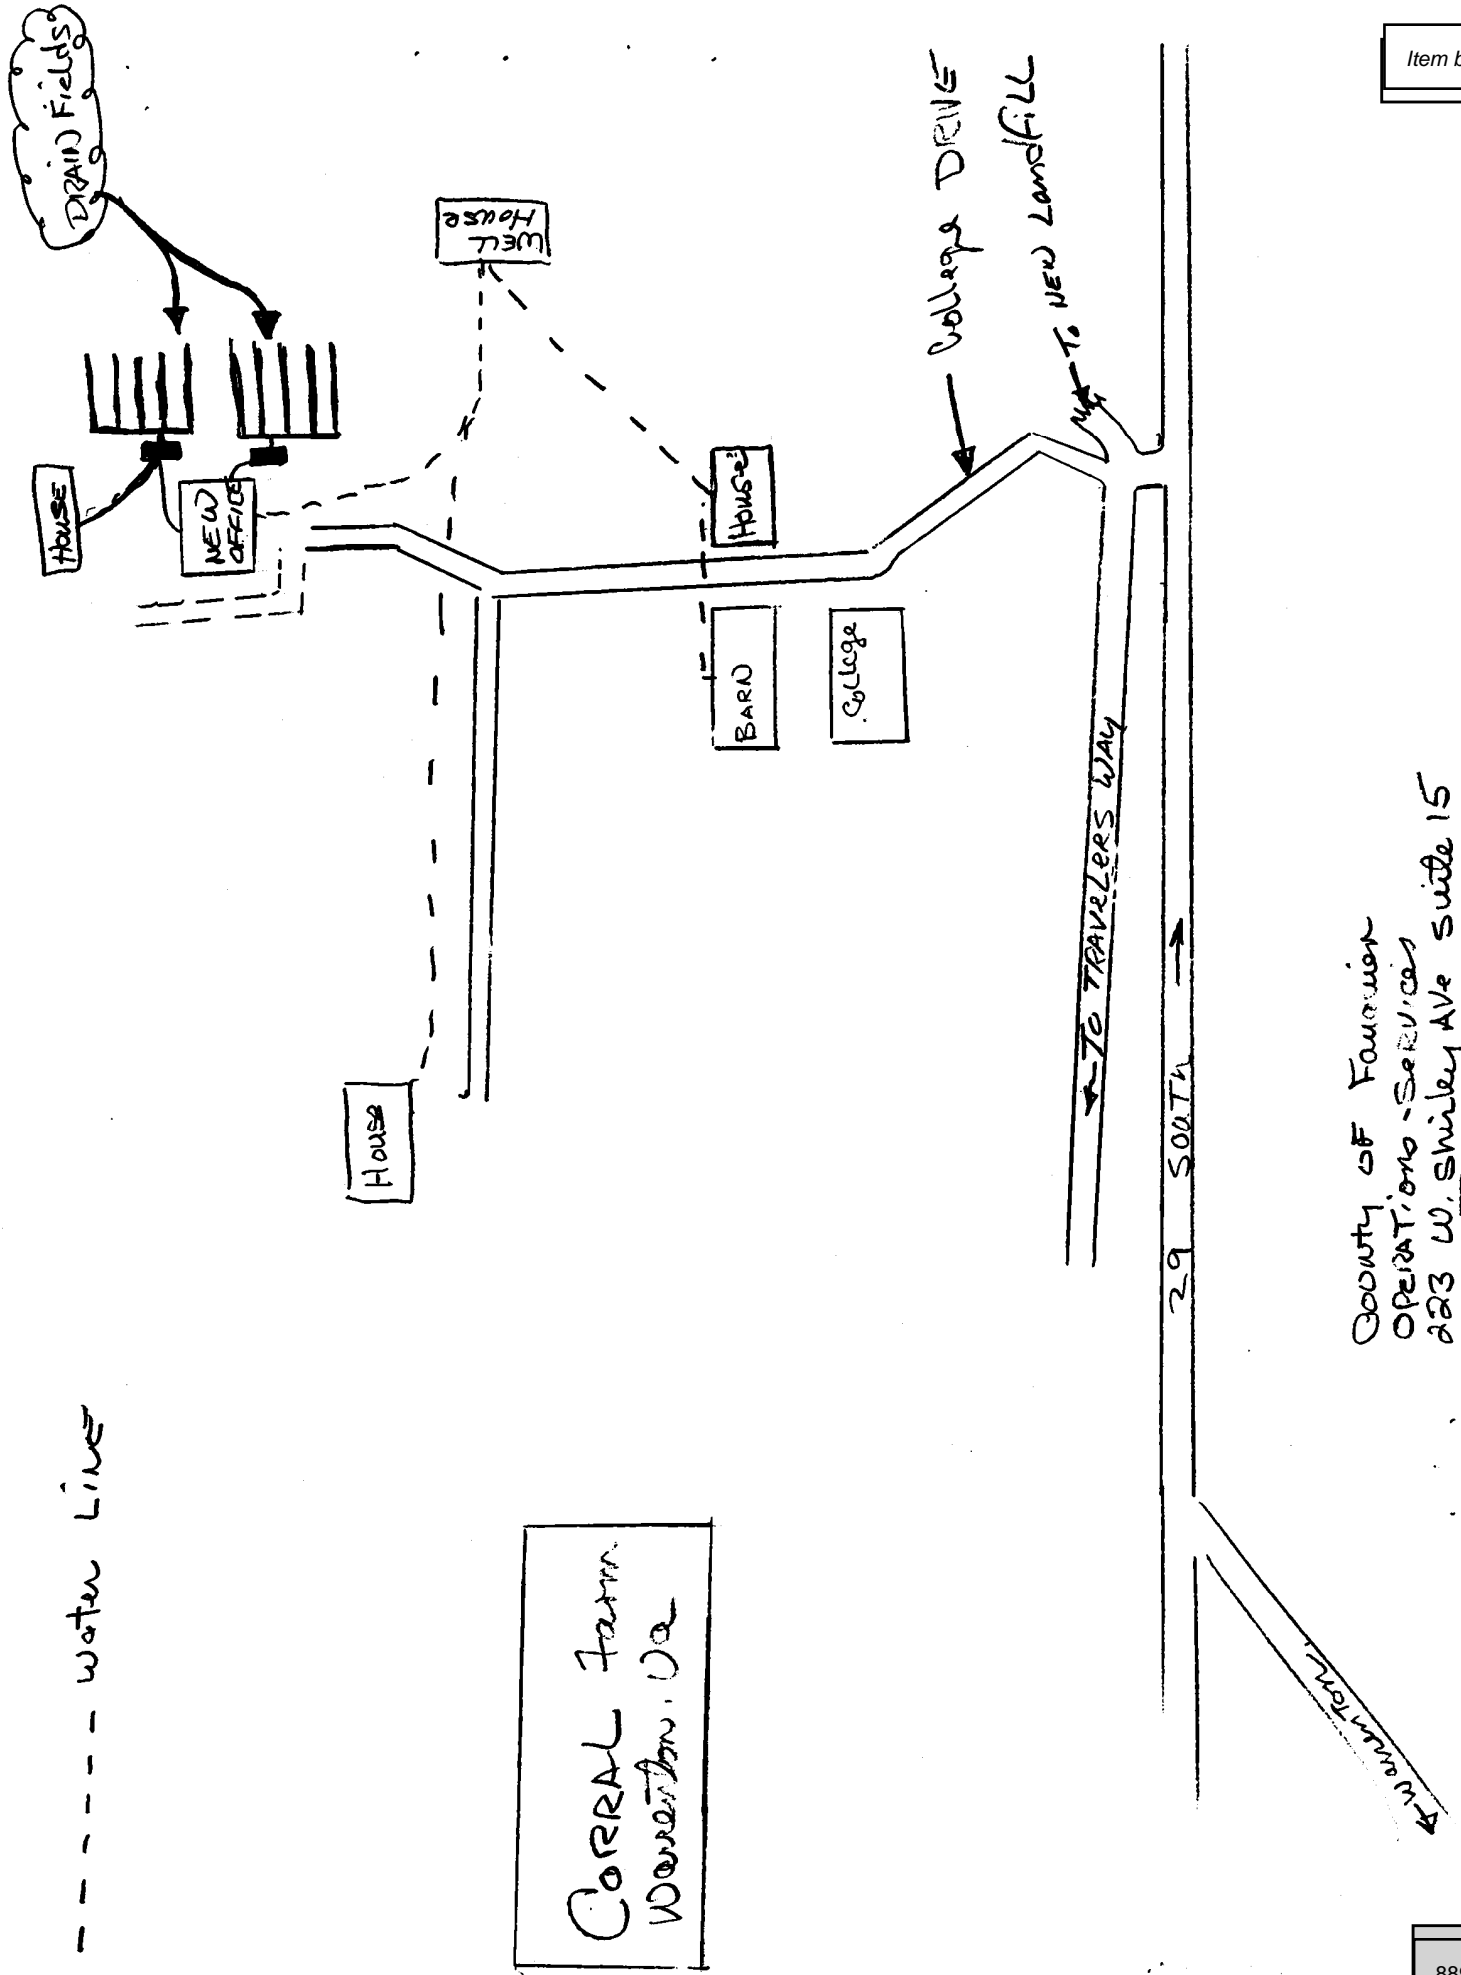 Item b
DRAIN Fields
House
NEW
OFFICE
WELL
HOUSE
College DRIVE
To NEW LandFiLL
House
BARN
College
House
TO TRAVELERS WAY
29 SOUTH
Warrenton
water LINE
CORRAL Farm
Warrenton. Va
County OF Fauquier
OPERATions - Services
223 W. Shirley Ave Suite 15
889